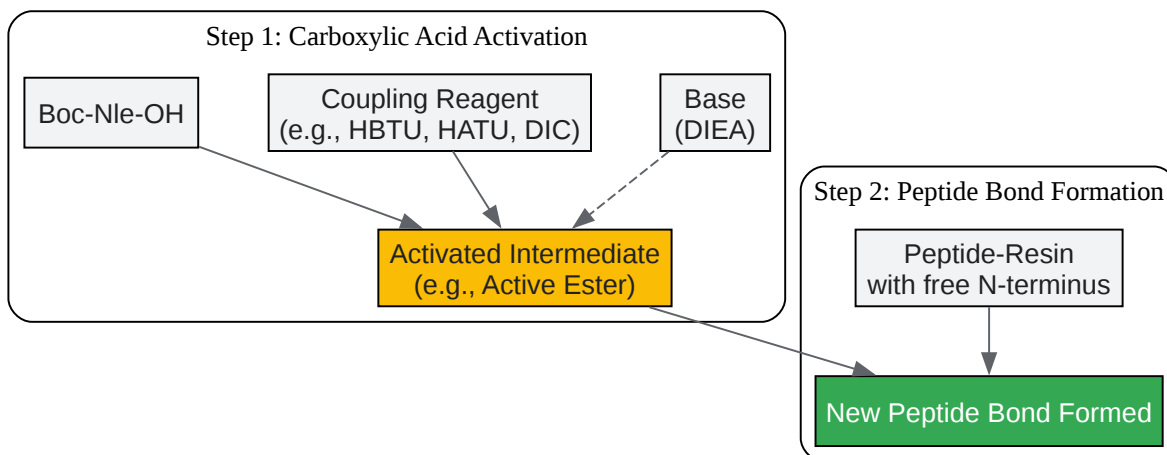 Step 1: Carboxylic Acid Activation
Boc-Nle-OH
Coupling Reagent
(e.g., HBTU, HATU, DIC)
Base
(DIEA)
Activated Intermediate
(e.g., Active Ester)
Step 2: Peptide Bond Formation
Peptide-Resin
with free N-terminus
New Peptide Bond Formed